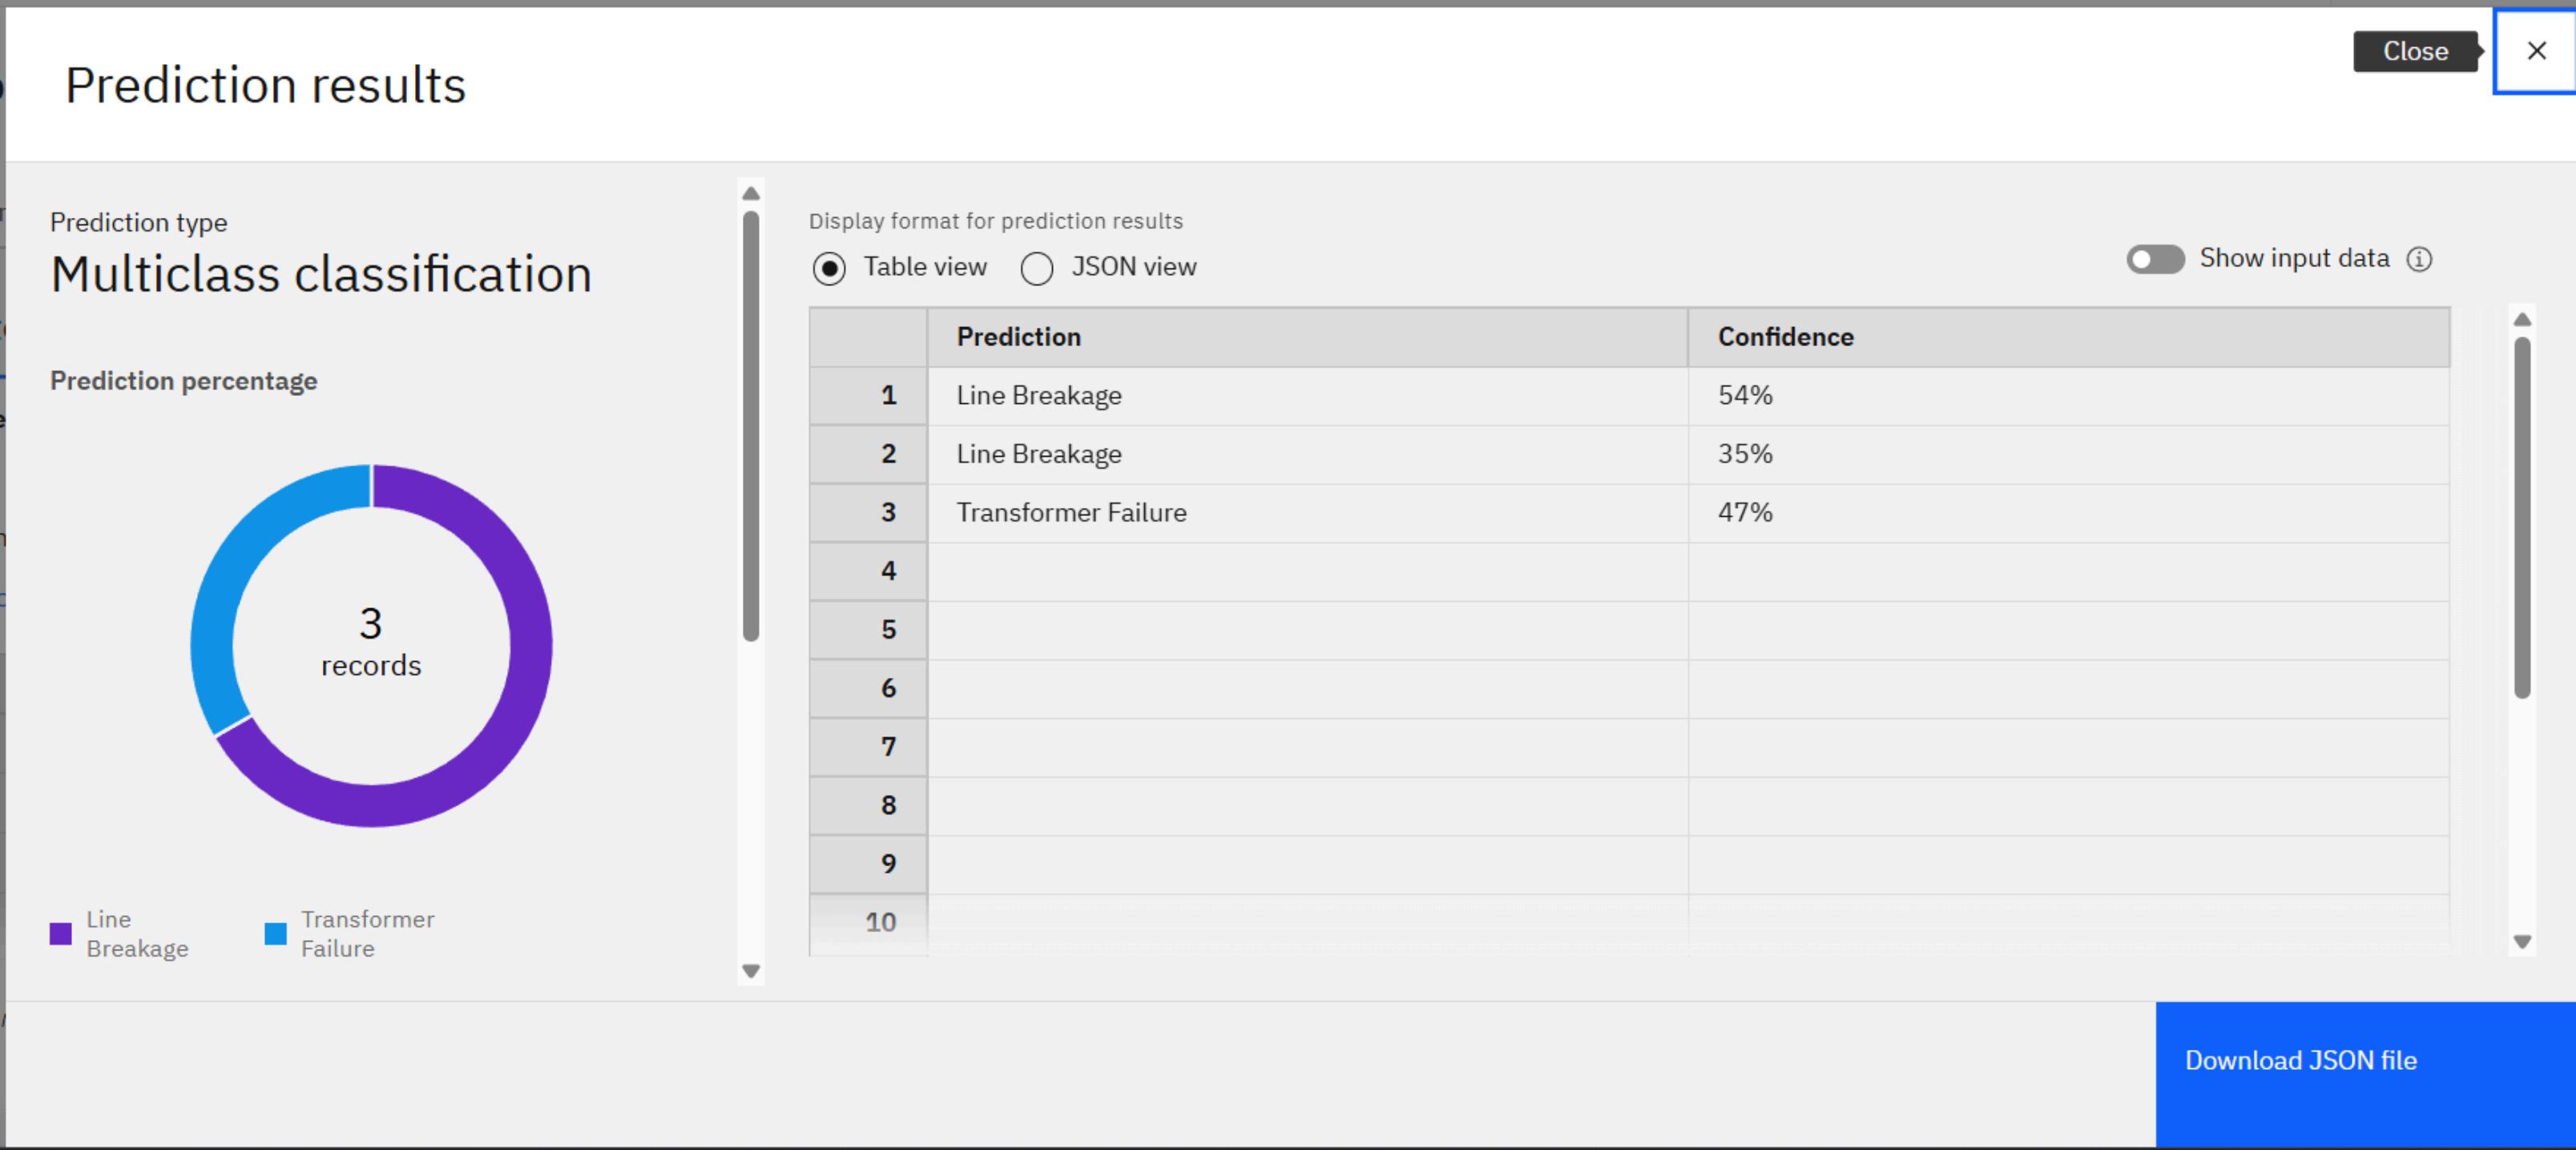 Prediction results
Close
Prediction type
Multiclass classification
Prediction percentage
3
records
Line
Breakage
Transformer
Failure
Display format for prediction results
Table view JSON view
Show input data
Prediction Confidence
1 Line Breakage 54%
2 Line Breakage 35%
3 Transformer Failure 47%
4
5
6
7
8
9
10
Download JSON file